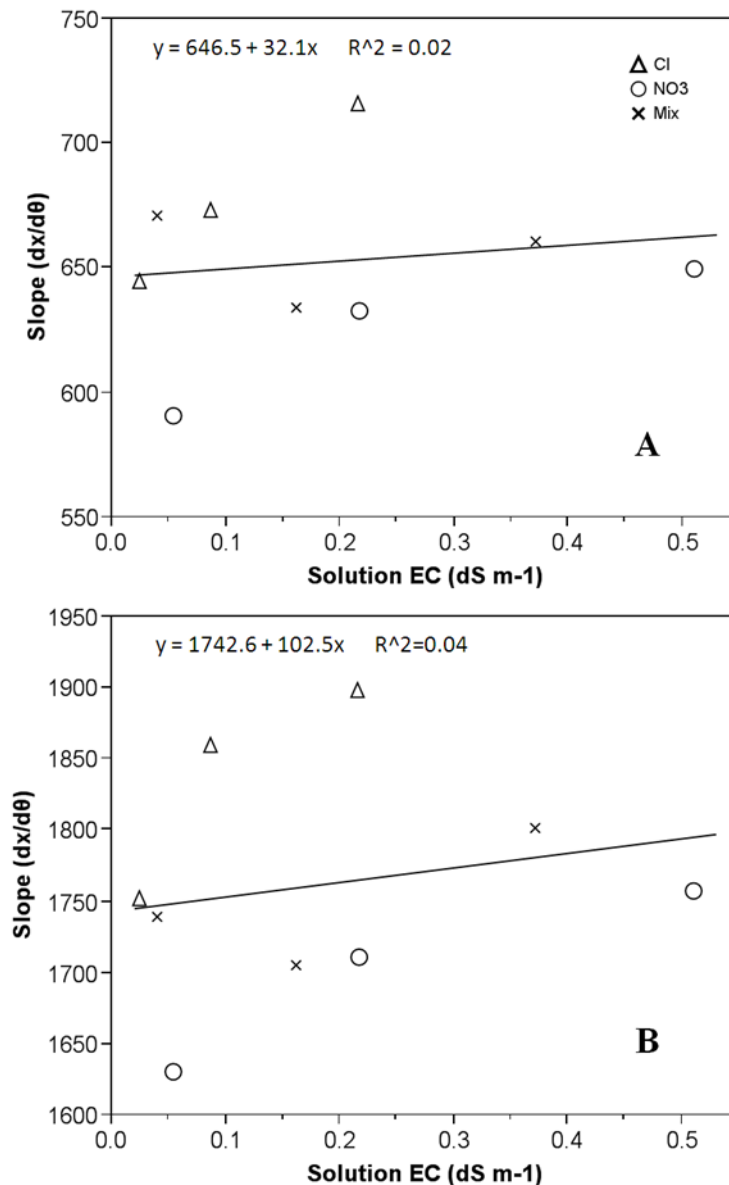 y = 646.5 + 32.1x R^2 = 0.02
Cl
NO3
Mix
750
700
650
600
550
Slope (dx/dθ)
A
0.0 0.1 0.2 0.3 0.4 0.5
Solution EC (dS m-1)
y = 1742.6 + 102.5x R^2=0.04
1950
1900
1850
1800
1750
1700
1650
1600
Slope (dx/dθ)
B
0.0 0.1 0.2 0.3 0.4 0.5
Solution EC (dS m-1)